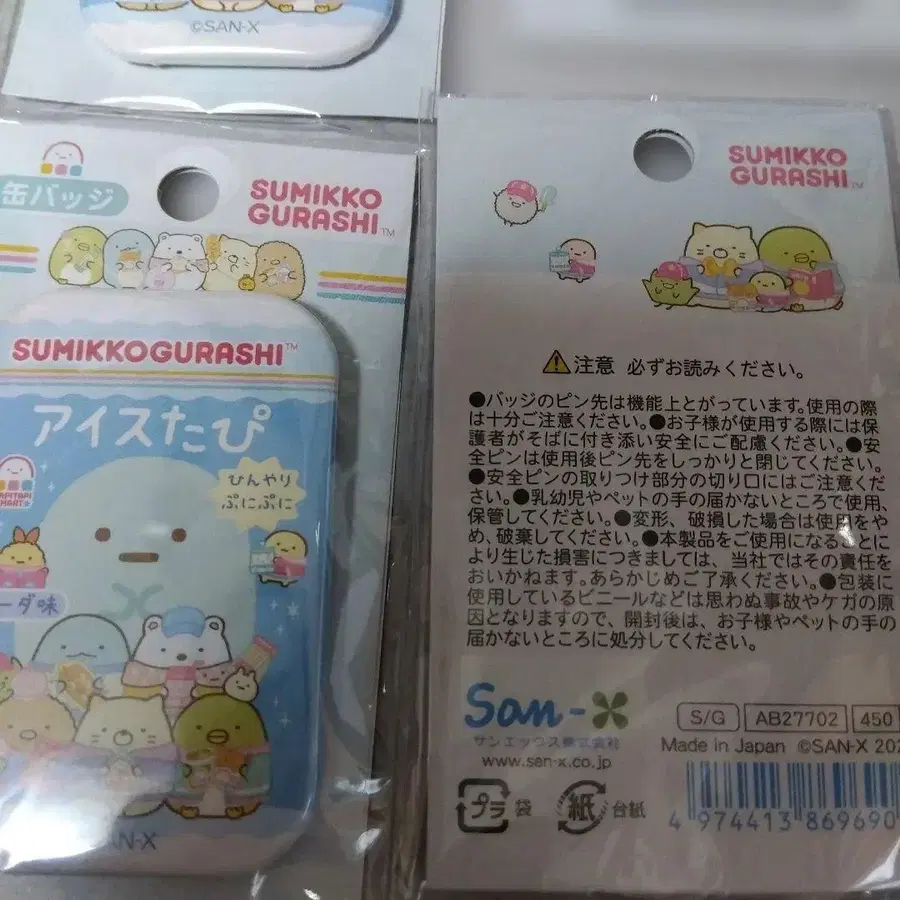 ©SAN-X
缶バッジ
SUMIKKO
GURASHI™
SUMIKKOGURASHI™
アイスたぴ
ひんやり
ぷにぷに
ーダ味
SAN-X
SUMIKKO
GURASHI™
注意 必ずお読みください。
●バッジのピン先は機能上とがっています。使用の際
は十分ご注意ください。●お子様が使用する際には保
護者がそばに付き添い安全にご配慮ください。●安
全ピンは使用後ピン先をしっかりと閉じてください。
●安全ピンの取りつけ部分の切り口にはご注意くだ
さい。●乳幼児やペットの手の届かないところで使用、
保管してください。●変形、破損した場合は使用をや
め、破棄してください。●本製品をご使用になることに
より生じた損害につきましては、当社ではその責任を
おいかねます。あらかじめご了承ください。●包装に
使用しているビニールなどは思わぬ事故やケガの原
因となりますので、開封後は、お子様やペットの手の
届かないところに処分してください。
San-X
サンエックス株式会社
www.san-x.co.jp
S/G AB27702 450
Made in Japan ©SAN-X 202
プラ 袋 紙 台紙
4 974413 869690